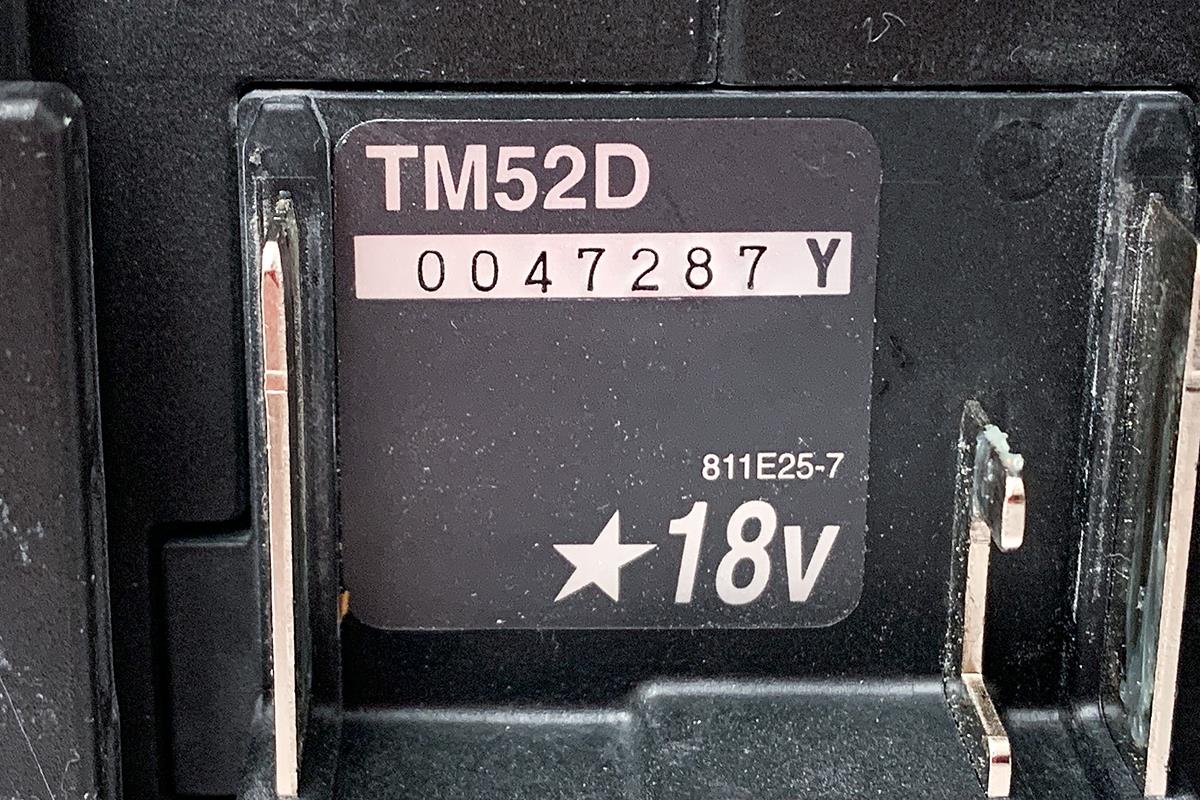 TM52D
0047287 Y
811E25-7
★18v